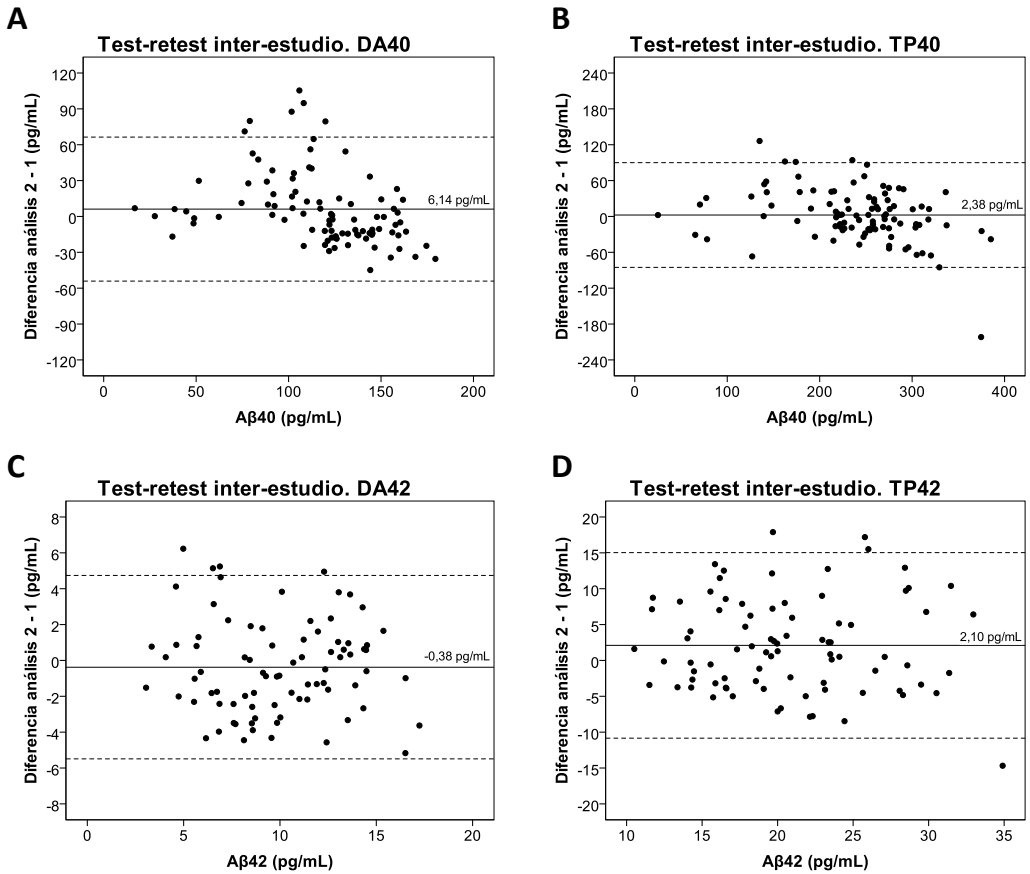 A
Test-retest inter-estudio. DA40
Diferencia análisis 2 - 1 (pg/mL)
120
90
60
30
0
-30
-60
-90
-120
6,14 pg/mL
0
50
100
150
200
Aβ40 (pg/mL)
B
Test-retest inter-estudio. TP40
Diferencia análisis 2 - 1 (pg/mL)
240
180
120
60
0
-60
-120
-180
-240
2,38 pg/mL
0
100
200
300
400
Aβ40 (pg/mL)
C
Test-retest inter-estudio. DA42
Diferencia análisis 2 - 1 (pg/mL)
8
6
4
2
0
-2
-4
-6
-8
-0,38 pg/mL
0
5
10
15
20
Aβ42 (pg/mL)
D
Test-retest inter-estudio. TP42
Diferencia análisis 2 - 1 (pg/mL)
20
15
10
5
0
-5
-10
-15
-20
2,10 pg/mL
10
15
20
25
30
35
Aβ42 (pg/mL)